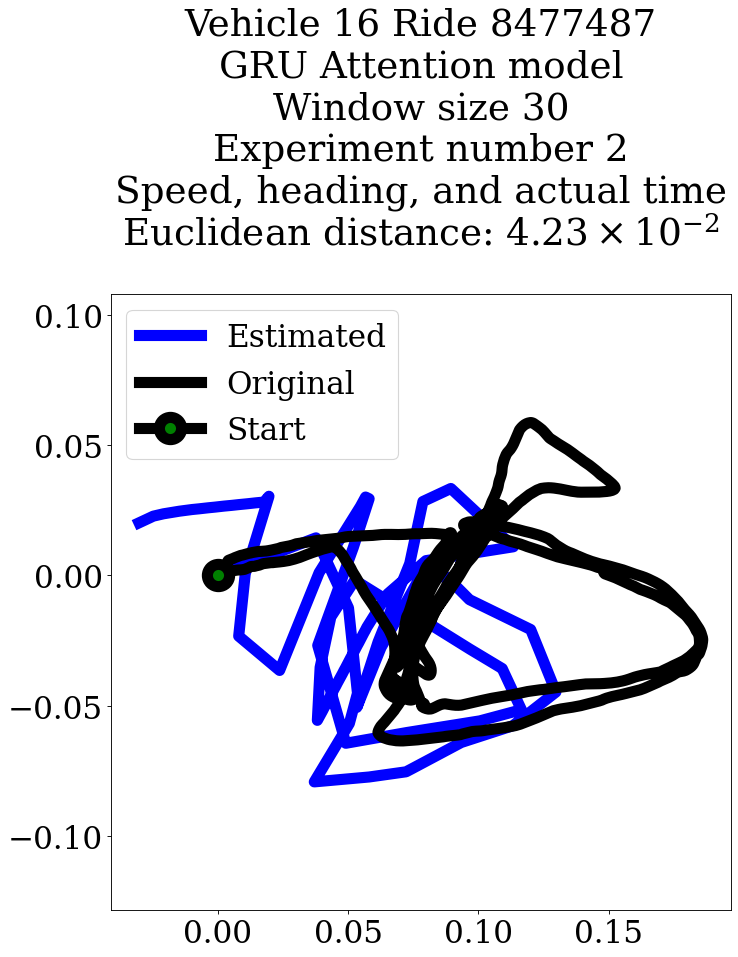 Vehicle 16 Ride 8477487
GRU Attention model
Window size 30
Experiment number 2
Speed, heading, and actual time
Euclidean distance: 4.23 × 10⁻²
Estimated
Original
Start
0.10
0.05
0.00
−0.05
−0.10
0.00 0.05 0.10 0.15